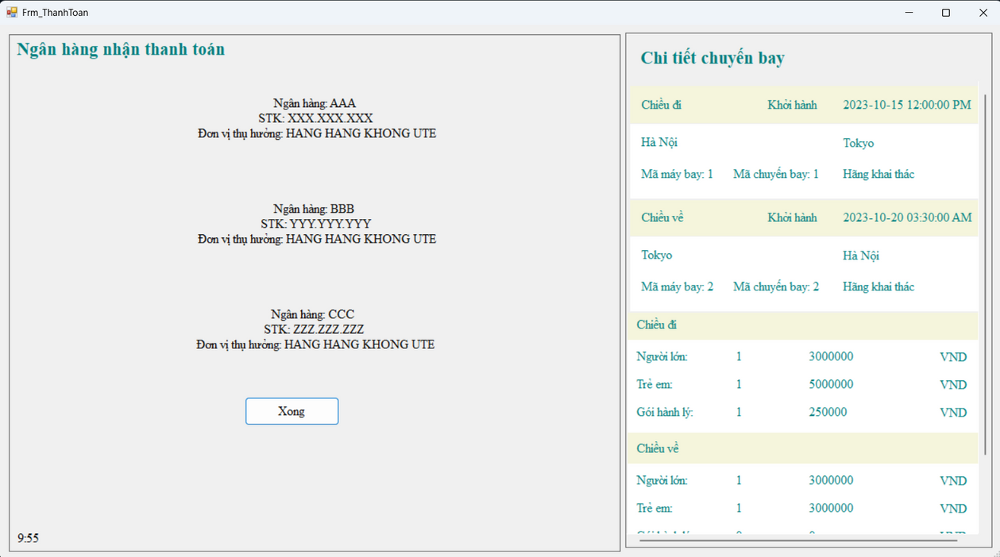 Frm_ThanhToan
Ngân hàng nhận thanh toán
Ngân hàng: AAA
STK: XXX.XXX.XXX
Đơn vị thụ hưởng: HANG HANG KHONG UTE
Ngân hàng: BBB
STK: YYY.YYY.YYY
Đơn vị thụ hưởng: HANG HANG KHONG UTE
Ngân hàng: CCC
STK: ZZZ.ZZZ.ZZZ
Đơn vị thụ hưởng: HANG HANG KHONG UTE
Xong
9:55
Chi tiết chuyến bay
Chiều đi Khởi hành 2023-10-15 12:00:00 PM
Hà Nội Tokyo
Mã máy bay: 1 Mã chuyến bay: 1 Hãng khai thác
Chiều về Khởi hành 2023-10-20 03:30:00 AM
Tokyo Hà Nội
Mã máy bay: 2 Mã chuyến bay: 2 Hãng khai thác
Chiều đi
Người lớn: 1 3000000 VND
Trẻ em: 1 5000000 VND
Gói hành lý: 1 250000 VND
Chiều về
Người lớn: 1 3000000 VND
Trẻ em: 1 3000000 VND